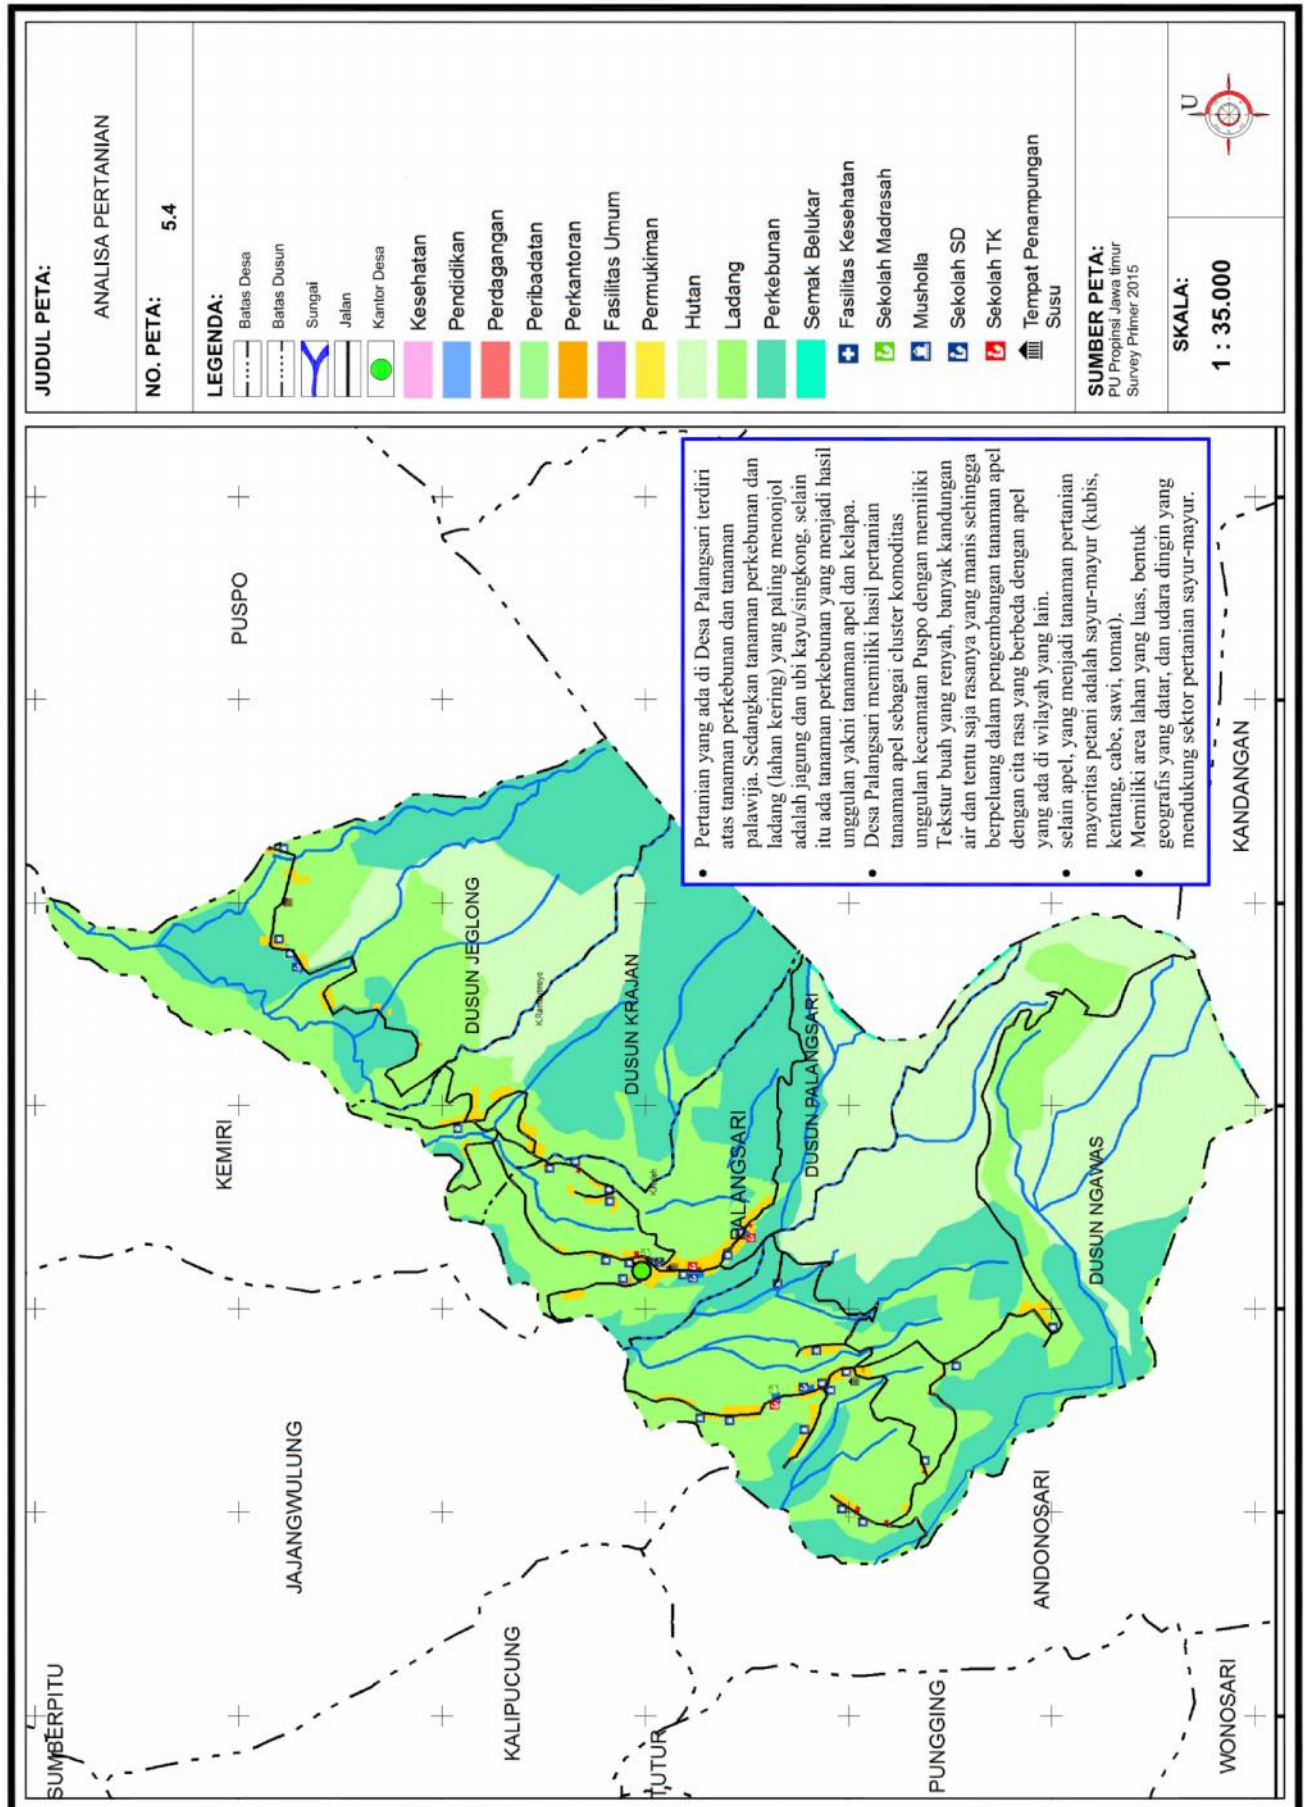 JUDUL PETA:
ANALISA PERTANIAN
NO. PETA:
5.4
LEGENDA:
Batas Desa
Batas Dusun
Sungai
Jalan
Kantor Desa
Kesehatan
Pendidikan
Perdagangan
Peribadatan
Perkantoran
Fasilitas Umum
Permukiman
Hutan
Ladang
Perkebunan
Semak Belukar
Fasilitas Kesehatan
Sekolah Madrasah
Musholla
Sekolah SD
Sekolah TK
Tempat Penampungan
Susu
SUMBER PETA:
PU Propinsi Jawa timur
Survey Primer 2015
SKALA:
1 : 35.000
U
SUMBERPITU
JAJANGWULUNG
KEMIRI
PUSPO
KALIPUCUNG
DUSUN JEGLONG
DUSUN KRAJAN
TUTUR
PALANGSARI
DUSUN PALANGSARI
PUNGGING
ANDONOSARI
DUSUN NGAWAS
WONOSARI
KANDANGAN
• Pertanian yang ada di Desa Palangsari terdiri
atas tanaman perkebunan dan tanaman
palawija. Sedangkan tanaman perkebunan dan
ladang (lahan kering) yang paling menonjol
adalah jagung dan ubi kayu/singkong, selain
itu ada tanaman perkebunan yang menjadi hasil
unggulan yakni tanaman apel dan kelapa.
• Desa Palangsari memiliki hasil pertanian
tanaman apel sebagai cluster komoditas
unggulan kecamatan Puspo dengan memiliki
Tekstur buah yang renyah, banyak kandungan
air dan tentu saja rasanya yang manis sehingga
berpeluang dalam pengembangan tanaman apel
dengan cita rasa yang berbeda dengan apel
yang ada di wilayah yang lain.
• selain apel, yang menjadi tanaman pertanian
mayoritas petani adalah sayur-mayur (kubis,
kentang, cabe, sawi, tomat).
• Memiliki area lahan yang luas, bentuk
geografis yang datar, dan udara dingin yang
mendukung sektor pertanian sayur-mayur.